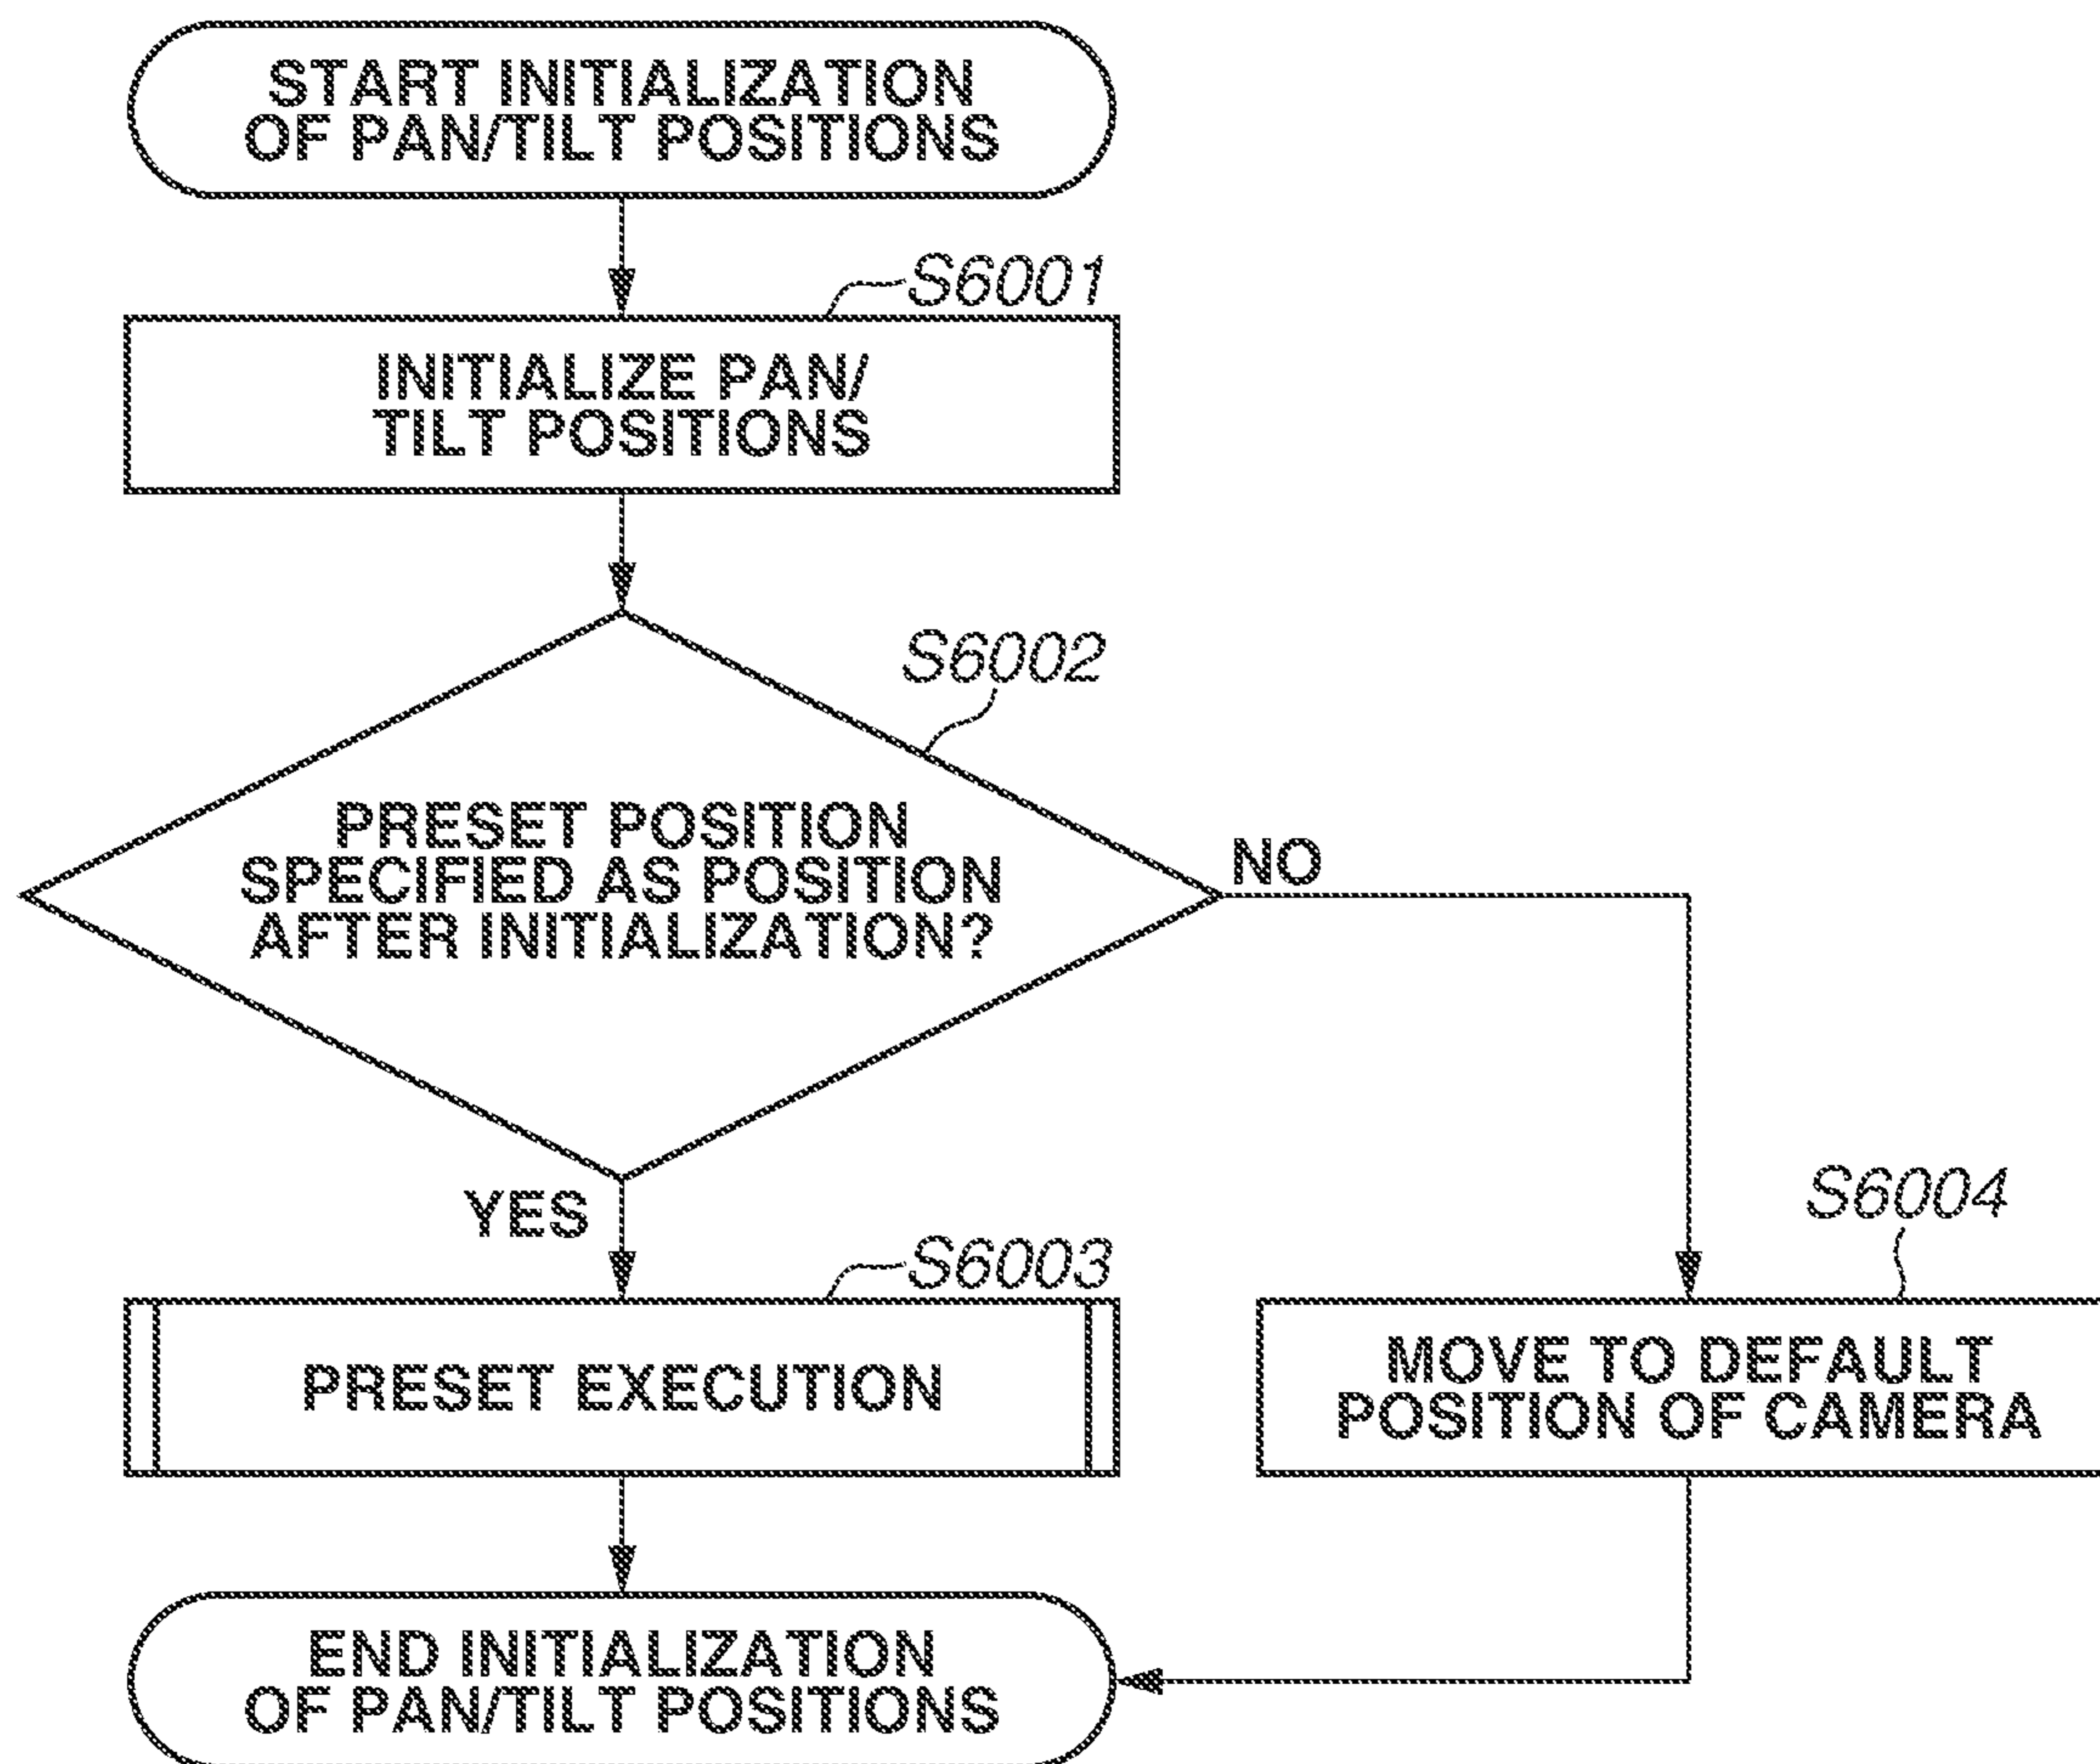 START INITIALIZATION
OF PAN/TILT POSITIONS
S6001
INITIALIZE PAN/
TILT POSITIONS
S6002
PRESET POSITION
SPECIFIED AS POSITION
AFTER INITIALIZATION?
NO
YES
S6003
PRESET EXECUTION
S6004
MOVE TO DEFAULT
POSITION OF CAMERA
END INITIALIZATION
OF PAN/TILT POSITIONS